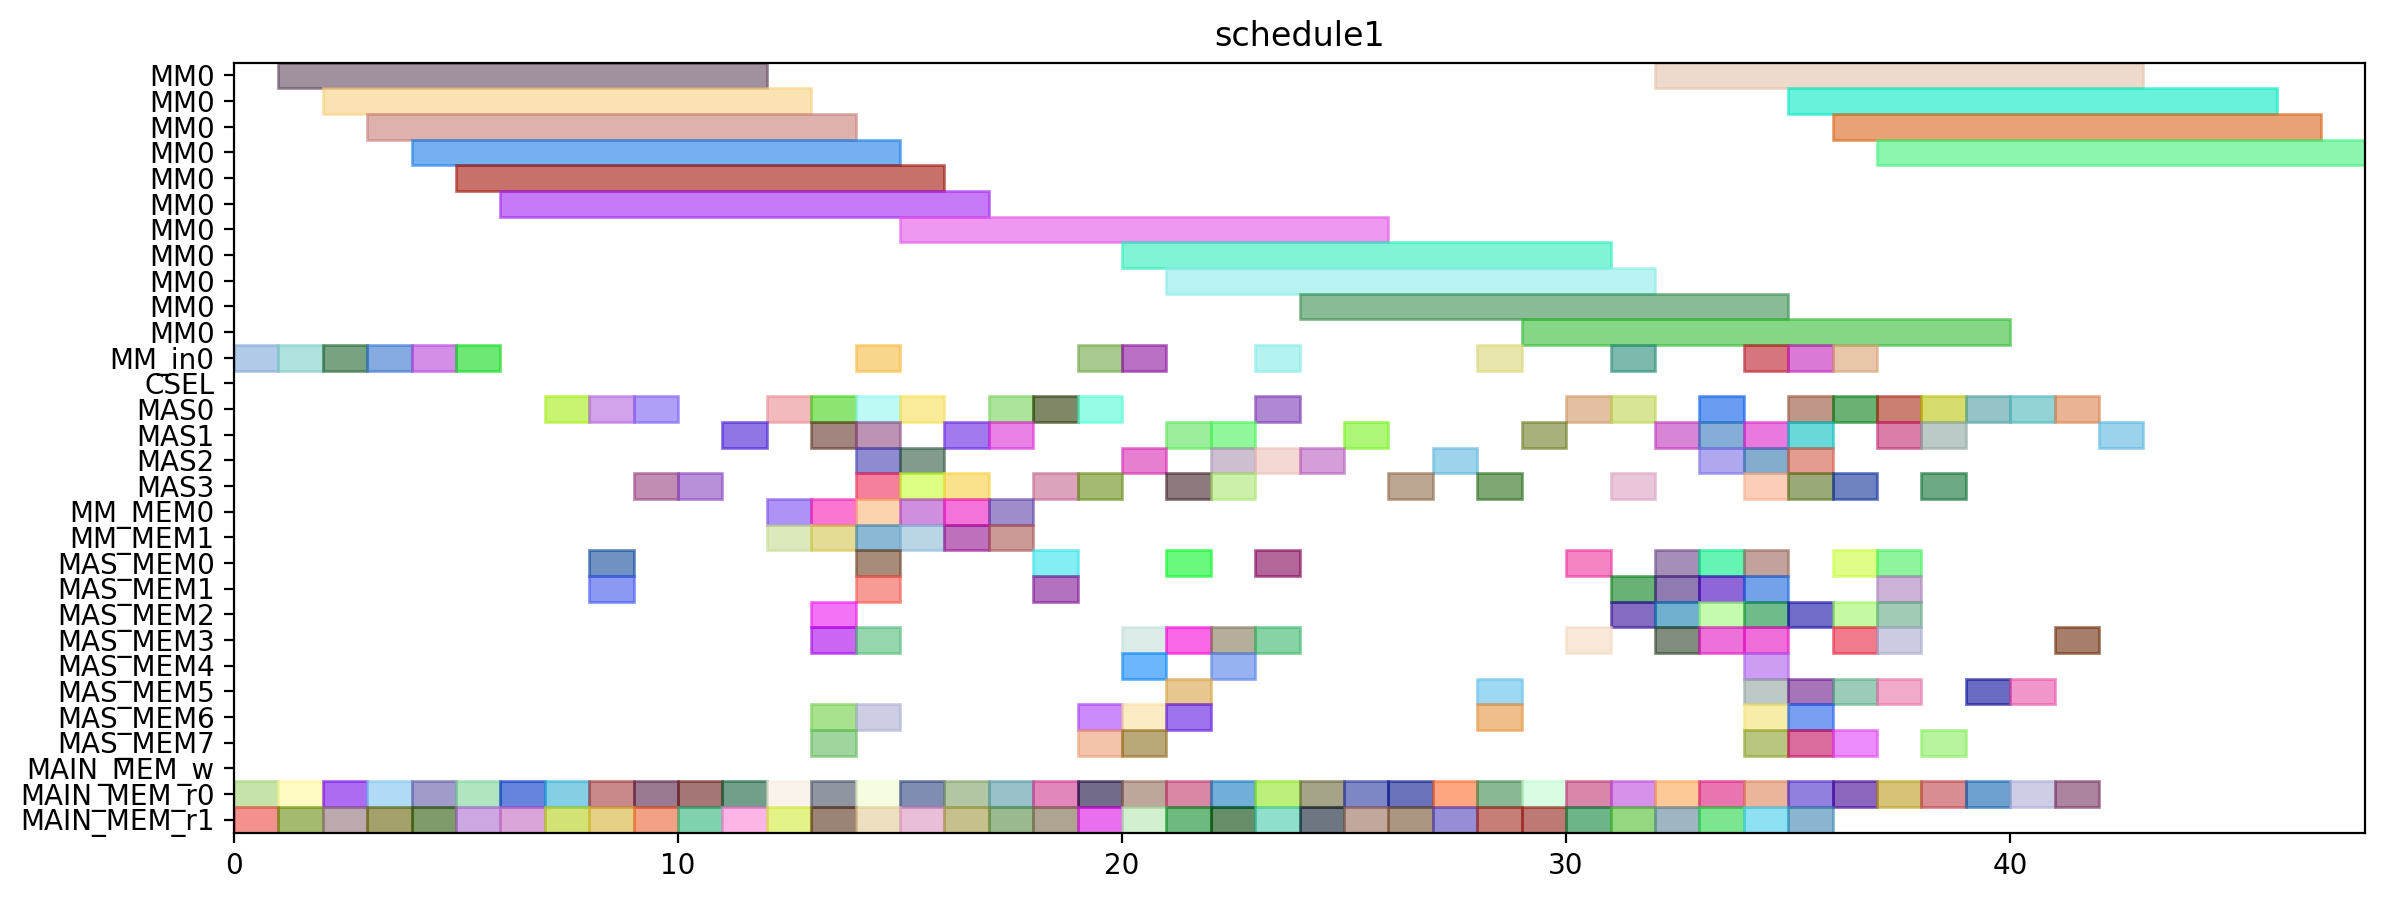 schedule1
MM0
MM0
MM0
MM0
MM0
MM0
MM0
MM0
MM0
MM0
MM0
MM_in0
CSEL
MAS0
MAS1
MAS2
MAS3
MM_MEM0
MM_MEM1
MAS_MEM0
MAS_MEM1
MAS_MEM2
MAS_MEM3
MAS_MEM4
MAS_MEM5
MAS_MEM6
MAS_MEM7
MAIN_MEM_w
MAIN_MEM_r0
MAIN_MEM_r1
0 10 20 30 40